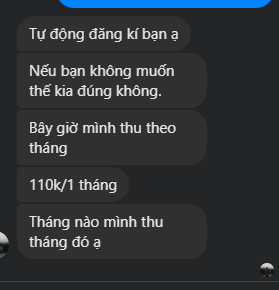 Tự động đăng kí bạn ạ
Nếu bạn không muốn
thế kia đúng không.
Bây giờ mình thu theo
tháng
110k/1 tháng
Tháng nào mình thu
tháng đó ạ